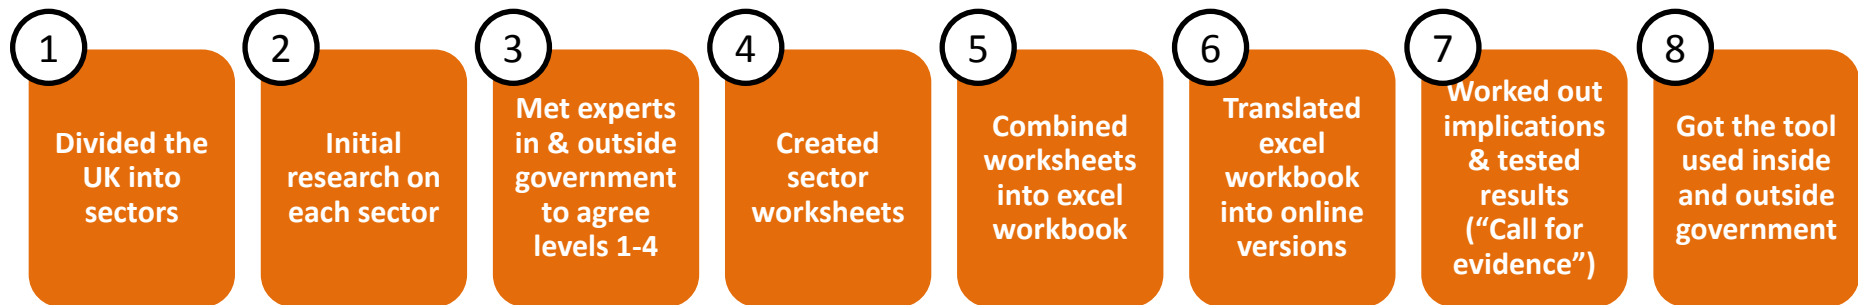 1
Divided the
UK into
sectors
2
Initial
research on
each sector
3
Met experts
in & outside
government
to agree
levels 1-4
4
Created
sector
worksheets
5
Combined
worksheets
into excel
workbook
6
Translated
excel
workbook
into online
versions
7
Worked out
implications
& tested
results
(“Call for
evidence”)
8
Got the tool
used inside
and outside
government